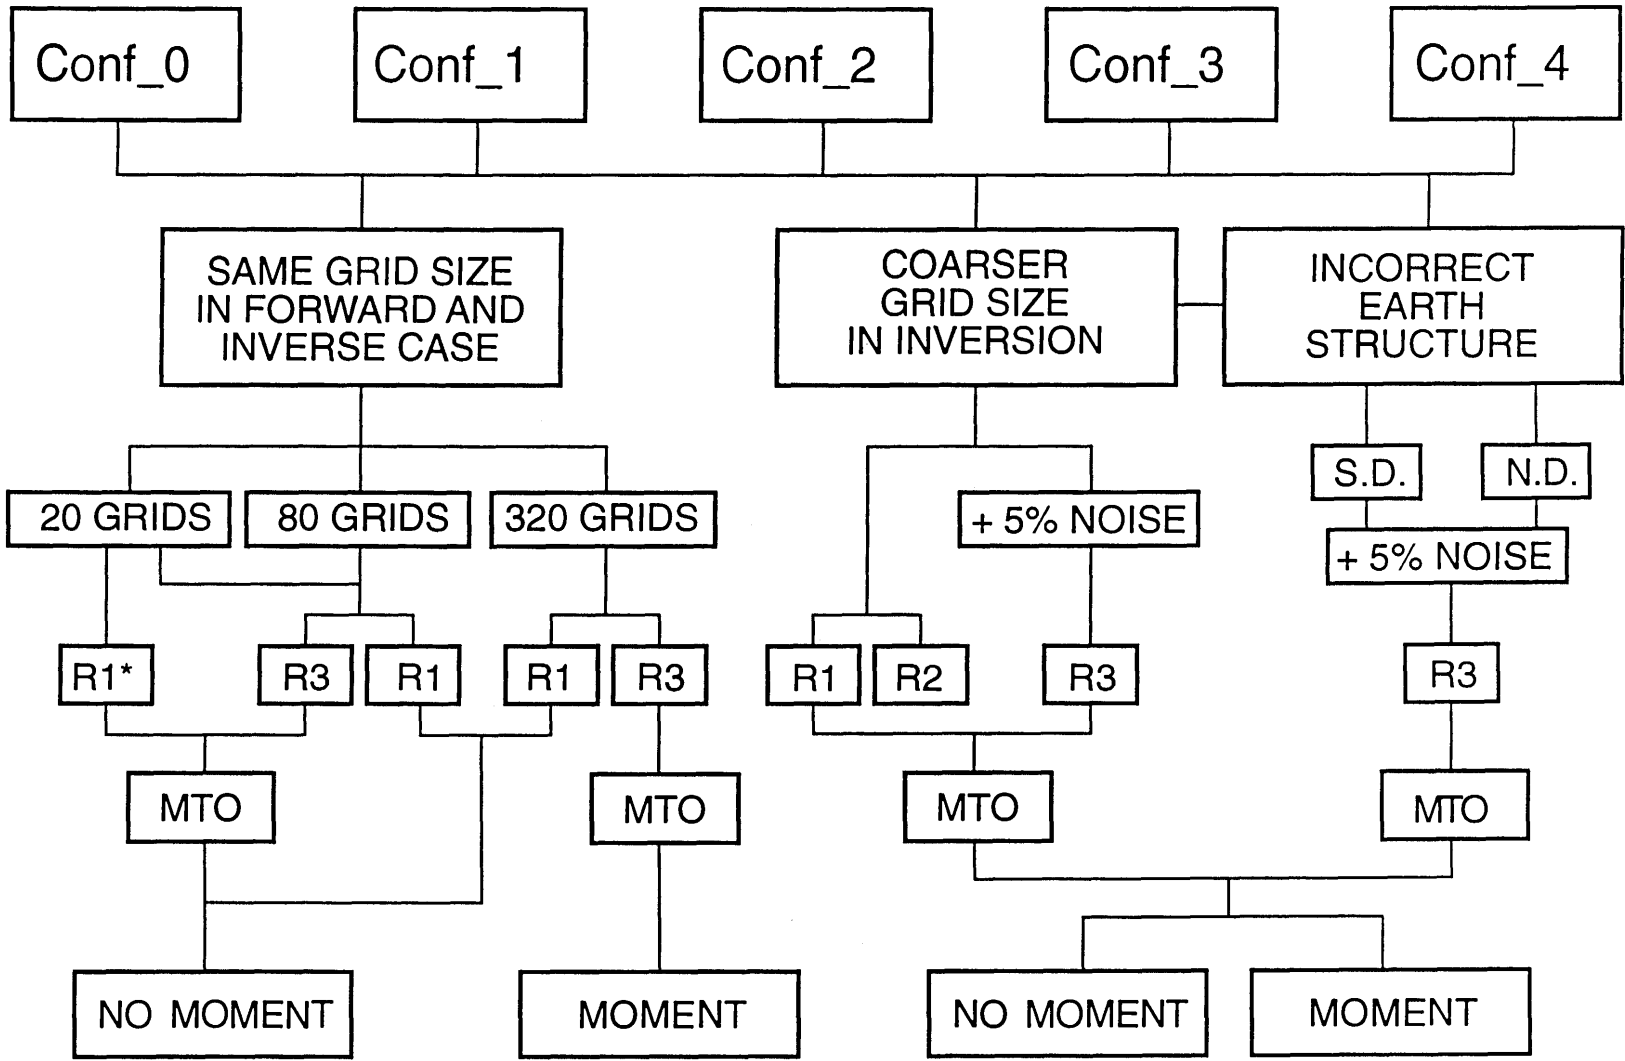 Conf_0
Conf_1
Conf_2
Conf_3
Conf_4
SAME GRID SIZE
IN FORWARD AND
INVERSE CASE
COARSER
GRID SIZE
IN INVERSION
INCORRECT
EARTH
STRUCTURE
S.D.
N.D.
20 GRIDS
80 GRIDS
320 GRIDS
+ 5% NOISE
+ 5% NOISE
R1*
R3
R1
R1
R3
R1
R2
R3
R3
MTO
MTO
MTO
MTO
NO MOMENT
MOMENT
NO MOMENT
MOMENT